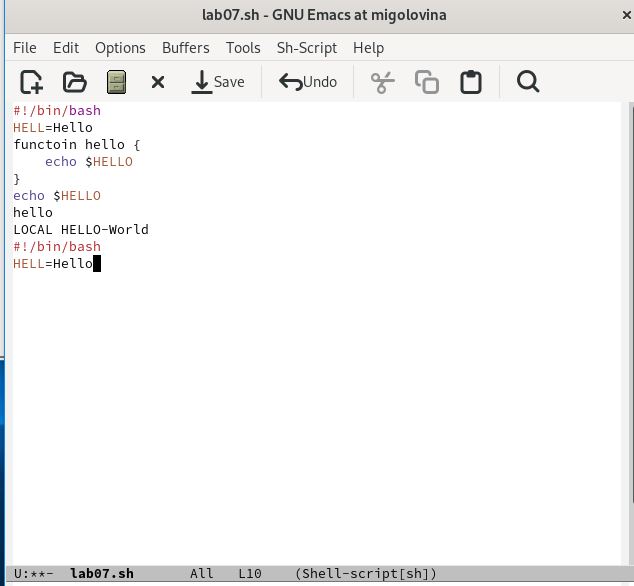 lab07.sh - GNU Emacs at migolovina
File Edit Options Buffers Tools Sh-Script Help
Save Undo
#!/bin/bash
HELL=Hello
functoin hello {
    echo $HELLO
}
echo $HELLO
hello
LOCAL HELLO-World
#!/bin/bash
HELL=Hello
U:**- lab07.sh All L10 (Shell-script[sh])